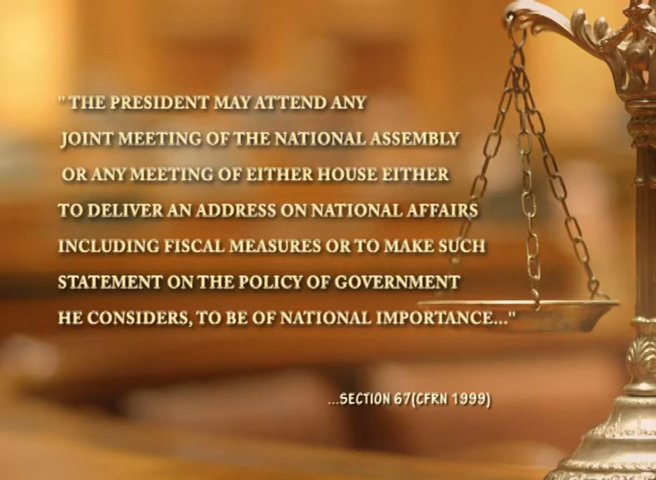 " THE PRESIDENT MAY ATTEND ANY
JOINT MEETING OF THE NATIONAL ASSEMBLY
OR ANY MEETING OF EITHER HOUSE EITHER
TO DELIVER AN ADDRESS ON NATIONAL AFFAIRS
INCLUDING FISCAL MEASURES OR TO MAKE SUCH
STATEMENT ON THE POLICY OF GOVERNMENT
HE CONSIDERS, TO BE OF NATIONAL IMPORTANCE..."
...SECTION 67(CFRN 1999)